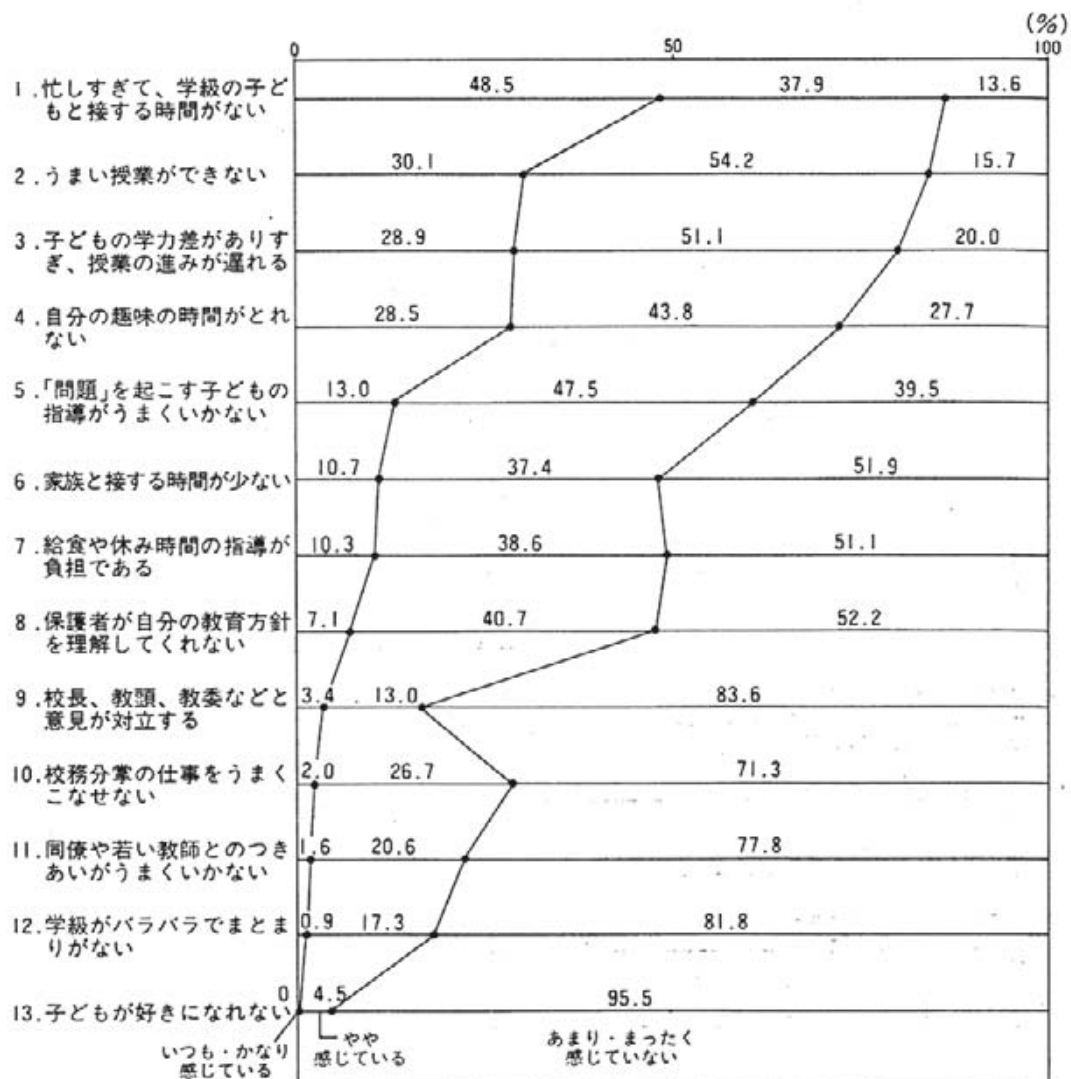 (%)
0 50 100
1.忙しすぎて、学級の子ど
もと接する時間がない
48.5 37.9 13.6
2.うまい授業ができない
30.1 54.2 15.7
3.子どもの学力差がありす
ぎ、授業の進みが遅れる
28.9 51.1 20.0
4.自分の趣味の時間がとれ
ない
28.5 43.8 27.7
5.「問題」を起こす子どもの
指導がうまくいかない
13.0 47.5 39.5
6.家族と接する時間が少ない
10.7 37.4 51.9
7.給食や休み時間の指導が
負担である
10.3 38.6 51.1
8.保護者が自分の教育方針
を理解してくれない
7.1 40.7 52.2
9.校長、教頭、教委などと
意見が対立する
3.4 13.0 83.6
10.校務分掌の仕事をうまく
こなせない
2.0 26.7 71.3
11.同僚や若い教師とのつき
あいがうまくいかない
1.6 20.6 77.8
12.学級がバラバラでまとま
りがない
0.9 17.3 81.8
13.子どもが好きになれない
0 4.5 95.5
いつも・かなり
感じている
やや
感じている
あまり・まったく
感じていない